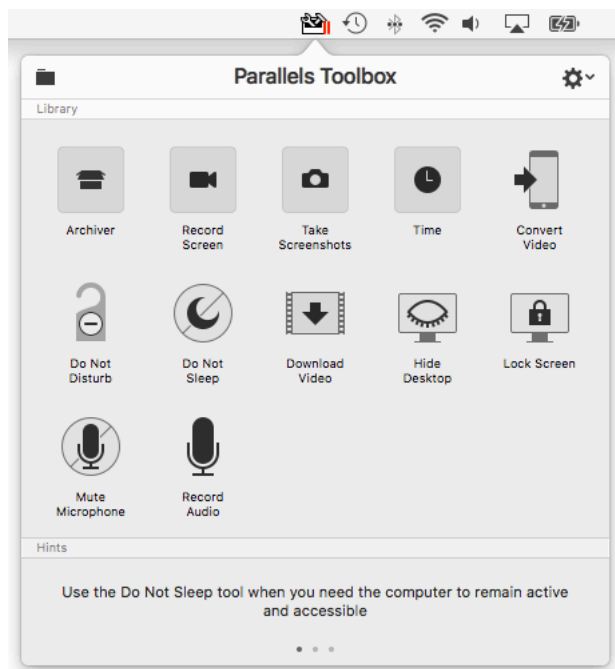 Parallels Toolbox
Library
Archiver
Record
Screen
Take
Screenshots
Time
Convert
Video
Do Not
Disturb
Do Not
Sleep
Download
Video
Hide
Desktop
Lock Screen
Mute
Microphone
Record
Audio
Hints
Use the Do Not Sleep tool when you need the computer to remain active
and accessible